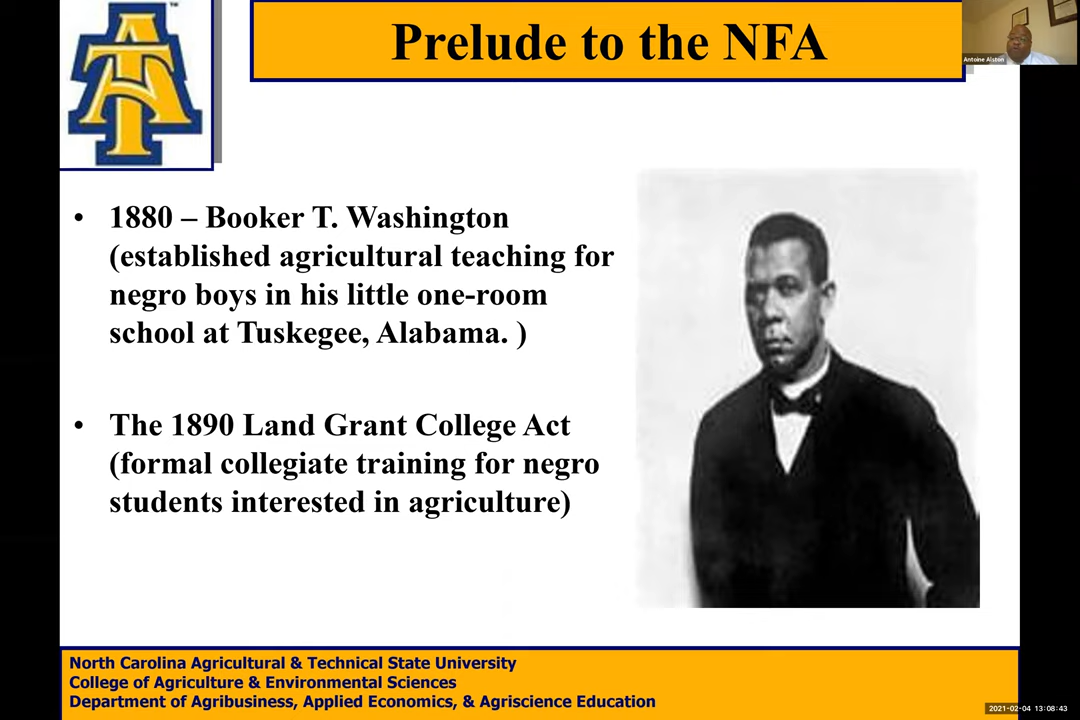 Prelude to the NFA
Antoine Alston
AT
TM
• 1880 – Booker T. Washington
(established agricultural teaching for
negro boys in his little one-room
school at Tuskegee, Alabama. )
• The 1890 Land Grant College Act
(formal collegiate training for negro
students interested in agriculture)
North Carolina Agricultural & Technical State University
College of Agriculture & Environmental Sciences
Department of Agribusiness, Applied Economics, & Agriscience Education
2021-02-04 13:08:43